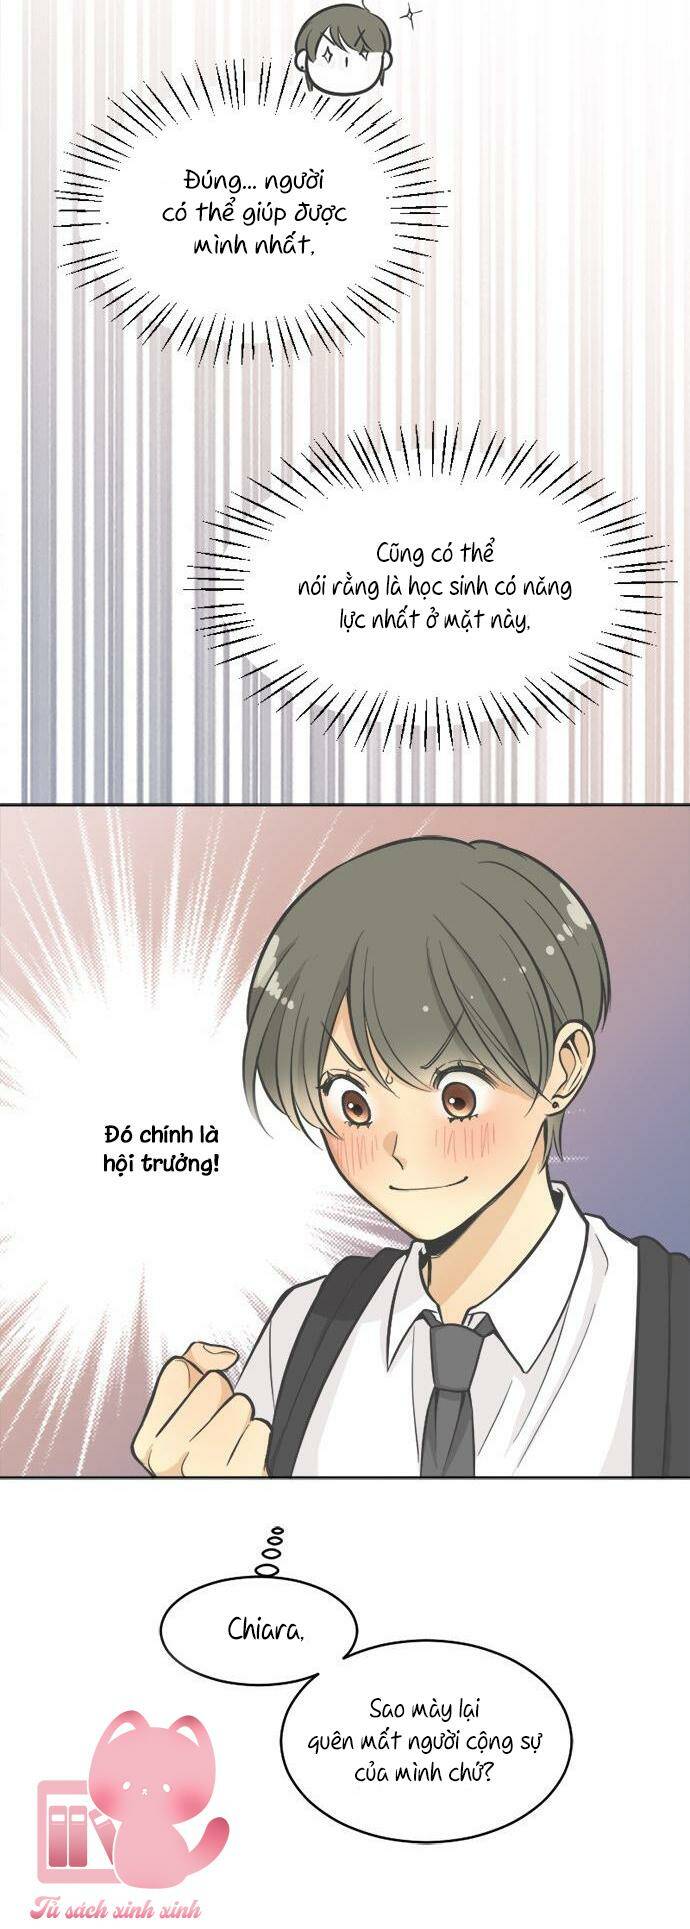 Đúng... người
có thể giúp được
mình nhất,
Cũng có thể
nói rằng là học sinh có năng
lực nhất ở mặt này,
Đó chính là
hội trưởng!
Chiara,
Sao mày lại
quên mất người cộng sự
của mình chứ?
Tủ sách xinh xinh